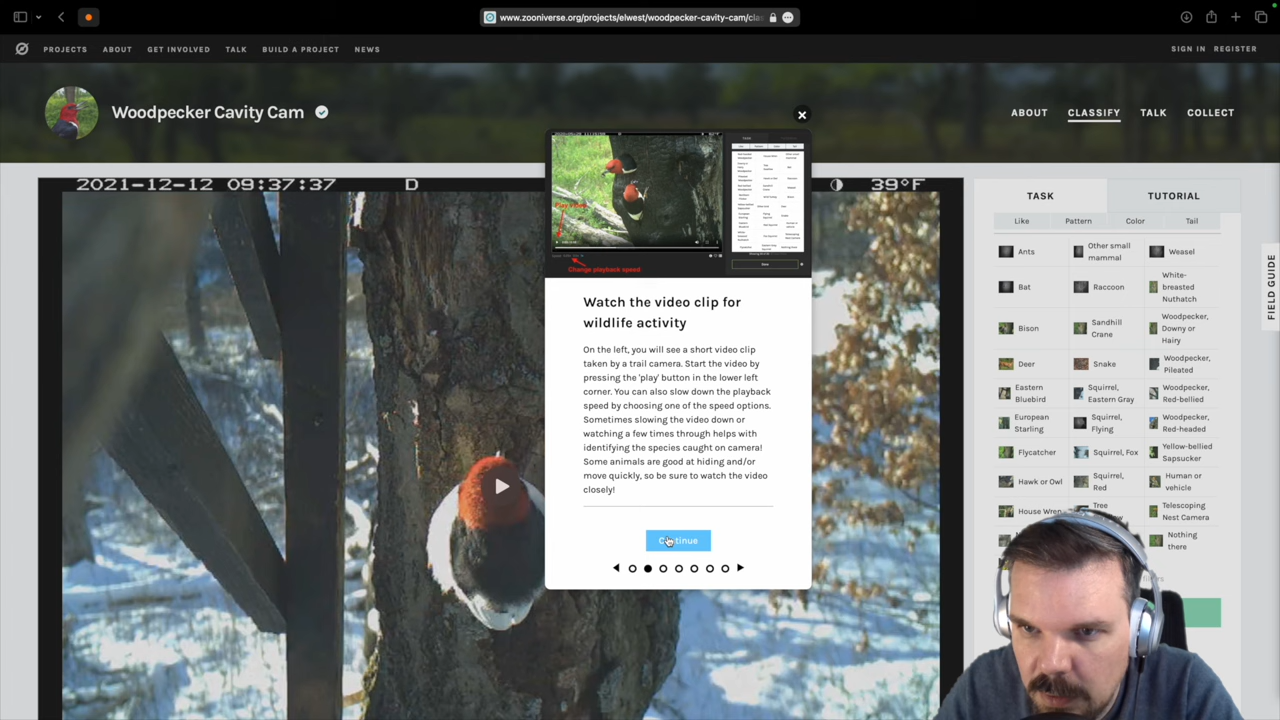 www.zooniverse.org/projects/elwest/woodpecker-cavity-cam/clas
PROJECTS ABOUT GET INVOLVED TALK BUILD A PROJECT NEWS
SIGN IN REGISTER
Woodpecker Cavity Cam
ABOUT CLASSIFY TALK COLLECT
021-12-12 09:37
D
39°F
Play video
Change playback speed
Watch the video clip for
wildlife activity
On the left, you will see a short video clip
taken by a trail camera. Start the video by
pressing the 'play' button in the lower left
corner. You can also slow down the playback
speed by choosing one of the speed options.
Sometimes slowing the video down or
watching a few times through helps with
identifying the species caught on camera!
Some animals are good at hiding and/or
move quickly, so be sure to watch the video
closely!
Continue
TASK
Like Pattern Color Tail
Ants
Other small
mammal
Weasel
Bat
Raccoon
White-
breasted
Nuthatch
Bison
Sandhill
Crane
Woodpecker,
Downy or
Hairy
Deer
Snake
Woodpecker,
Pileated
Eastern
Bluebird
Squirrel,
Eastern Gray
Woodpecker,
Red-bellied
European
Starling
Squirrel,
Flying
Woodpecker,
Red-headed
Flycatcher
Squirrel, Fox
Yellow-bellied
Sapsucker
Hawk or Owl
Squirrel,
Red
Human or
vehicle
House Wren
Tree
Telescoping
Nest Camera
Nothing
there
FIELD GUIDE